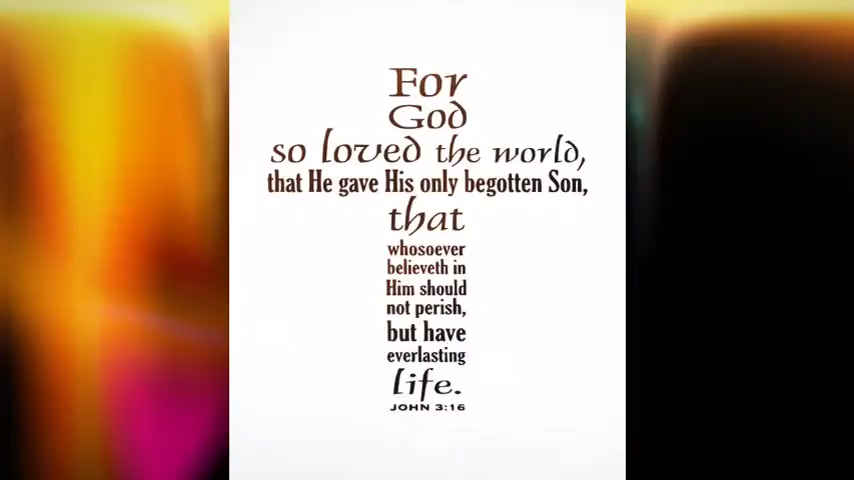 For
God
so loved the world,
that He gave His only begotten Son,
that
whosoever
believeth in
Him should
not perish,
but have
everlasting
life.
JOHN 3:16